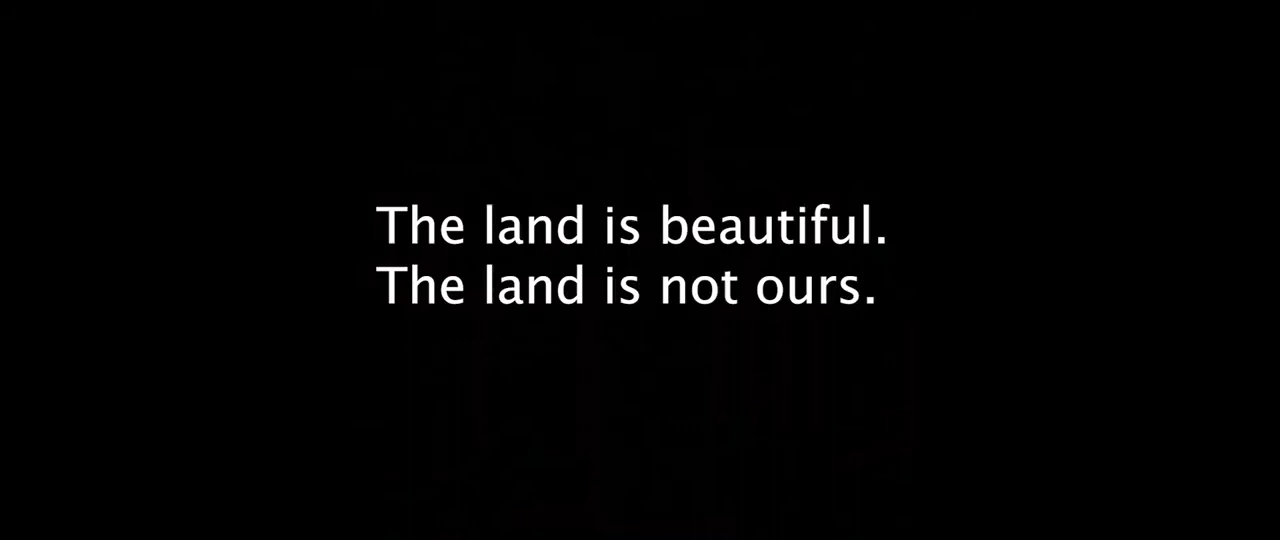 The land is beautiful.
The land is not ours.